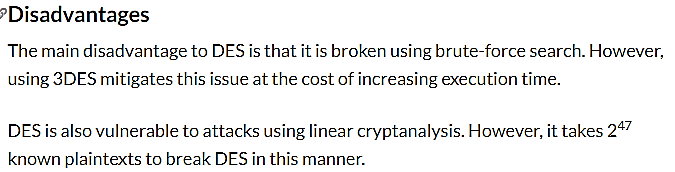 Disadvantages
The main disadvantage to DES is that it is broken using brute-force search. However,
using 3DES mitigates this issue at the cost of increasing execution time.
DES is also vulnerable to attacks using linear cryptanalysis. However, it takes 2⁴⁷
known plaintexts to break DES in this manner.